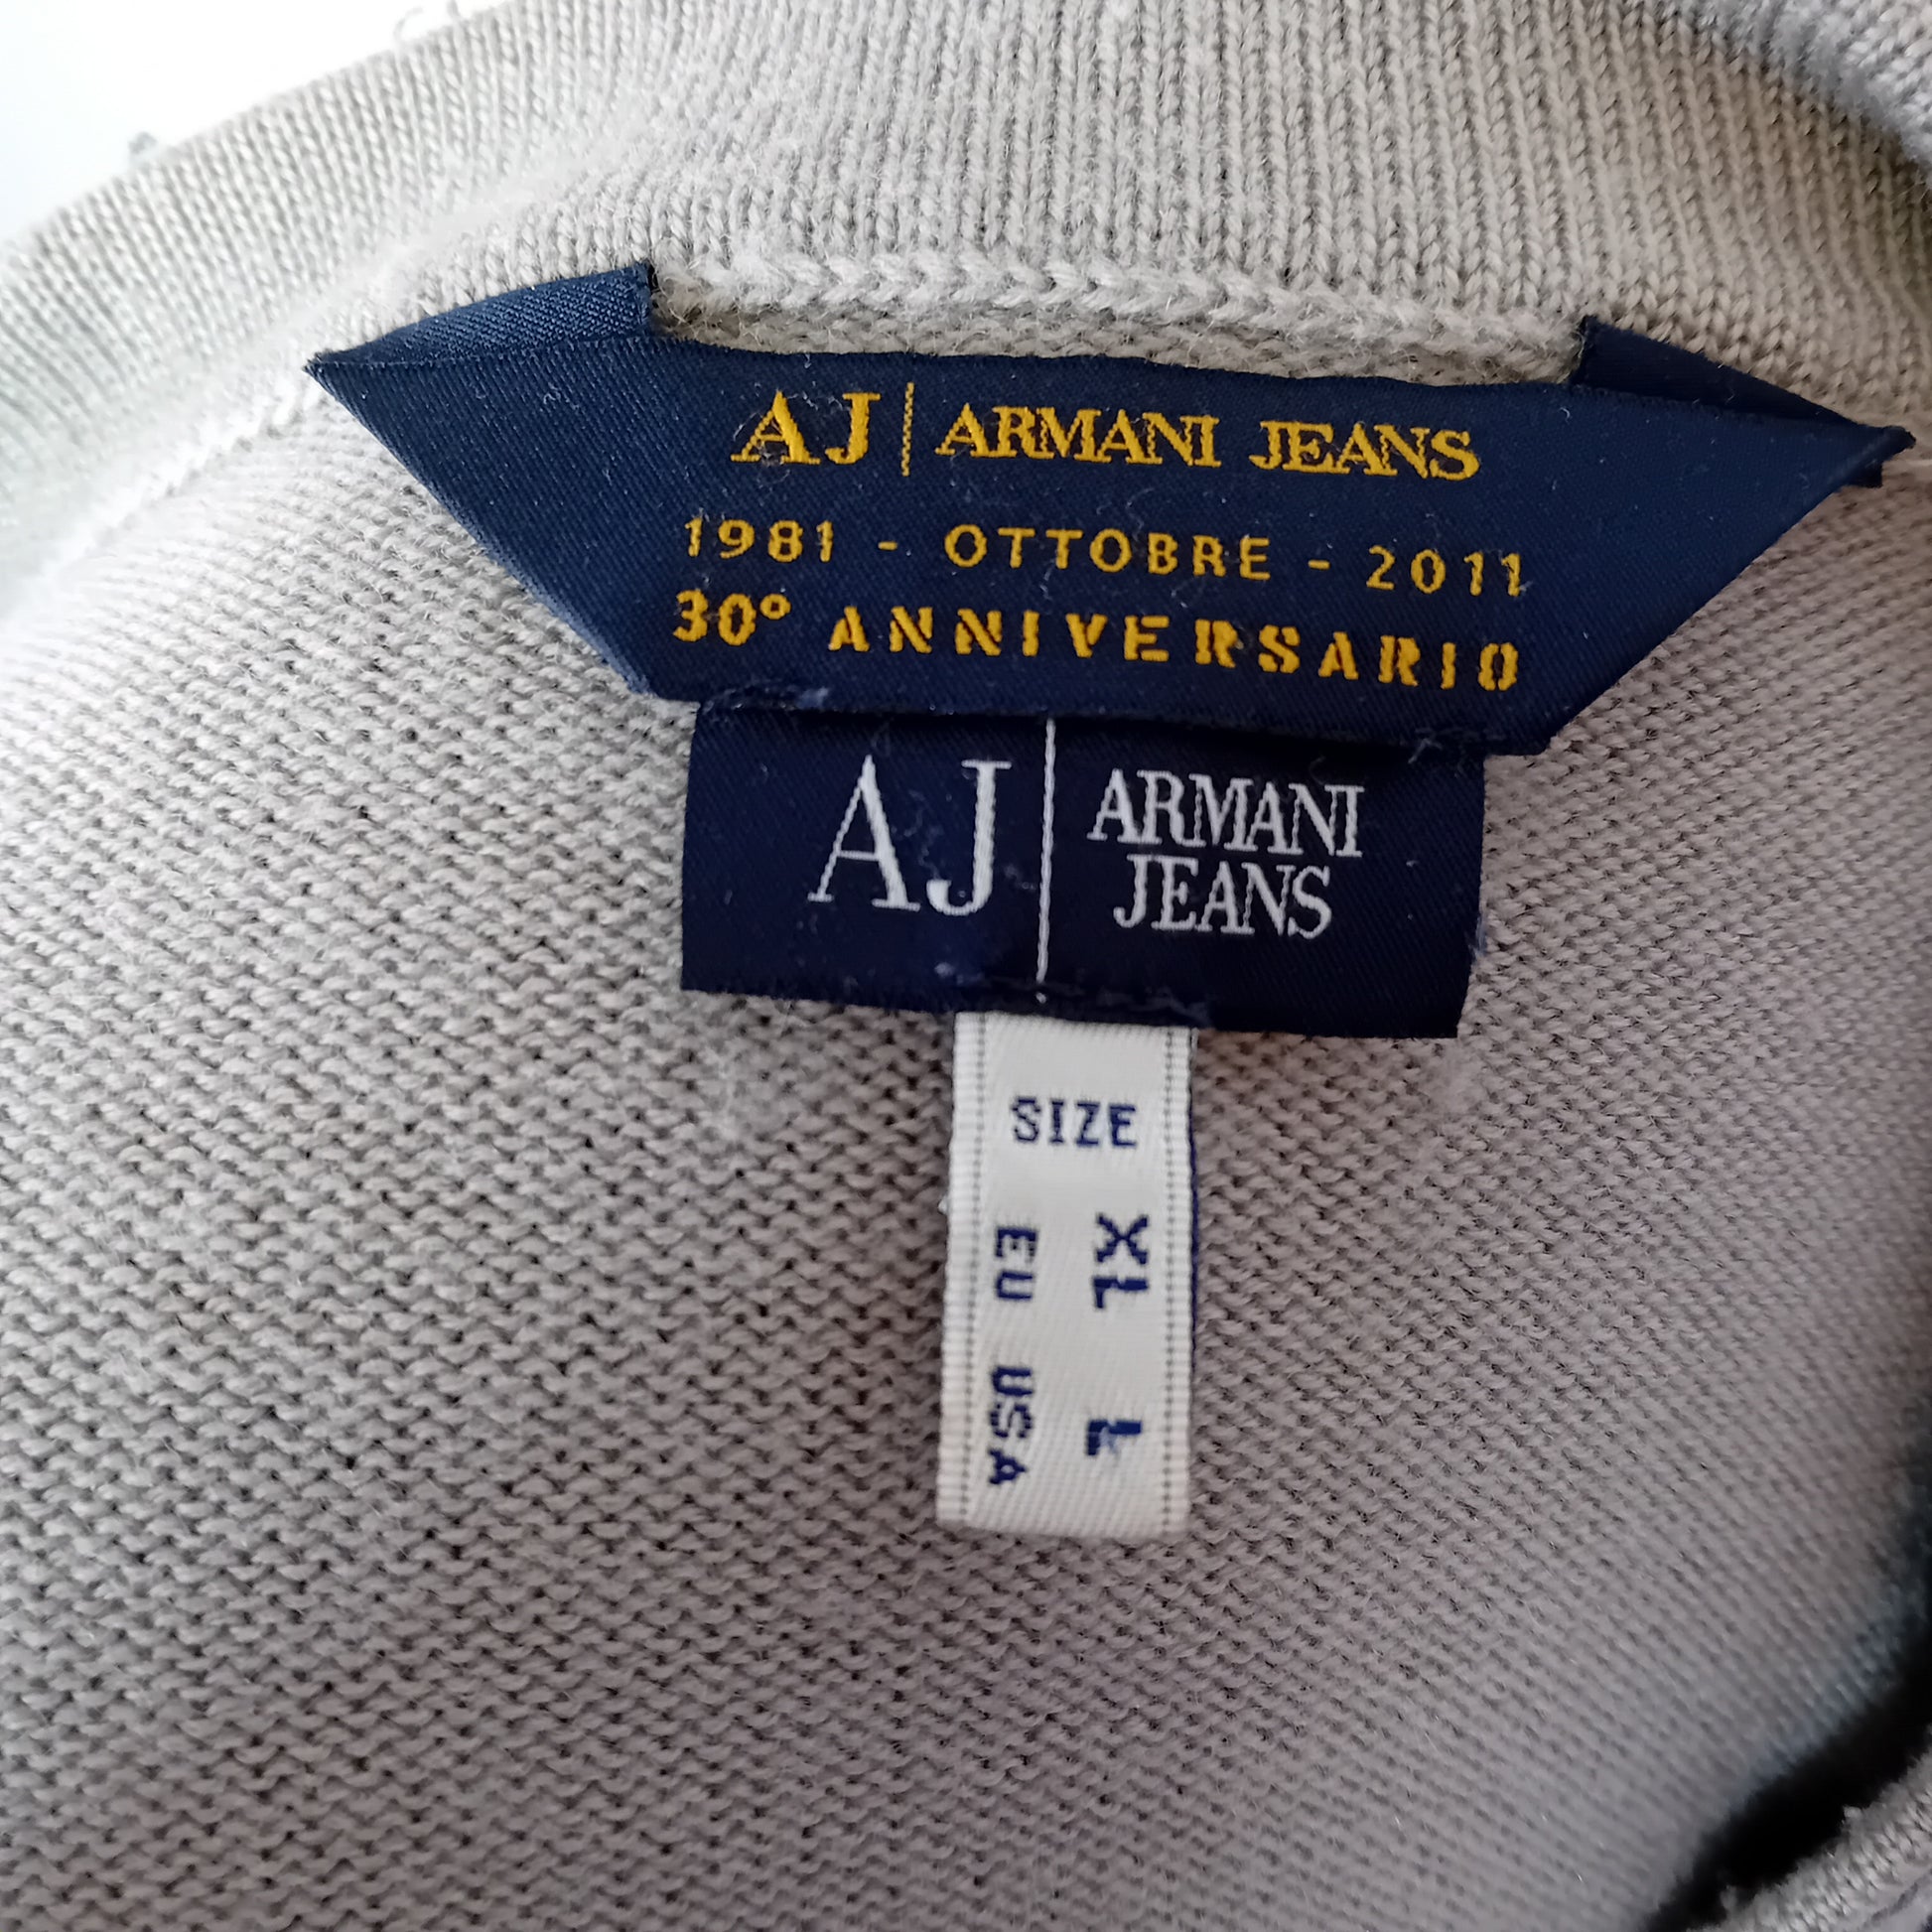 AJ | ARMANI JEANS
1981 - OTTOBRE - 2011
30° ANNIVERSARIO
AJ | ARMANI
JEANS
SIZE
XL L
EU USA